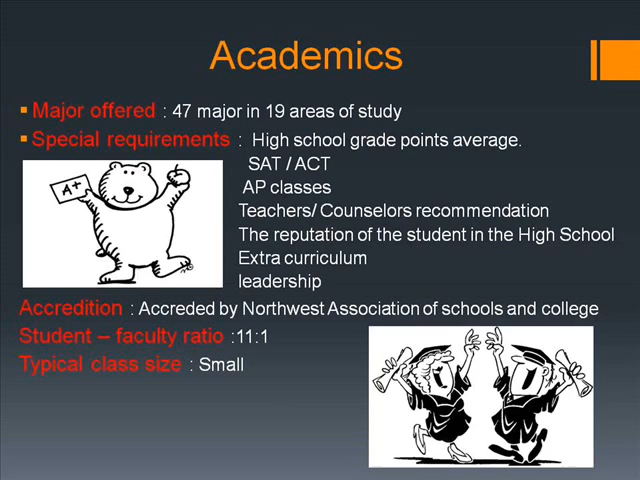 Academics
Major offered : 47 major in 19 areas of study
Special requirements : High school grade points average.
SAT / ACT
AP classes
A+
Teachers/ Counselors recommendation
The reputation of the student in the High School
Extra curriculum
leadership
Accredition : Accreded by Northwest Association of schools and college
Student – faculty ratio :11:1
Typical class size : Small